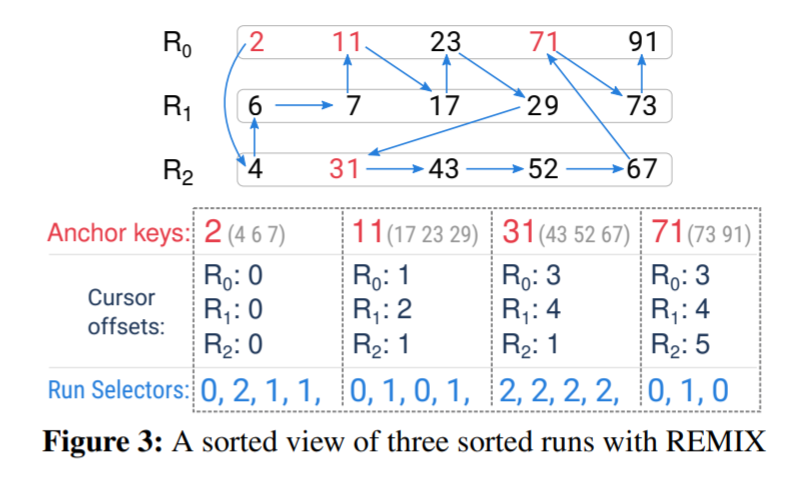 R₀ 2 11 23 71 91
R₁ 6 7 17 29 73
R₂ 4 31 43 52 67
Anchor keys: 2 (4 6 7) 11 (17 23 29) 31 (43 52 67) 71 (73 91)
R₀: 0 R₀: 1 R₀: 3 R₀: 3
Cursor offsets: R₁: 0 R₁: 2 R₁: 4 R₁: 4
R₂: 0 R₂: 1 R₂: 1 R₂: 5
Run Selectors: 0, 2, 1, 1, 0, 1, 0, 1, 2, 2, 2, 2, 0, 1, 0
Figure 3: A sorted view of three sorted runs with REMIX